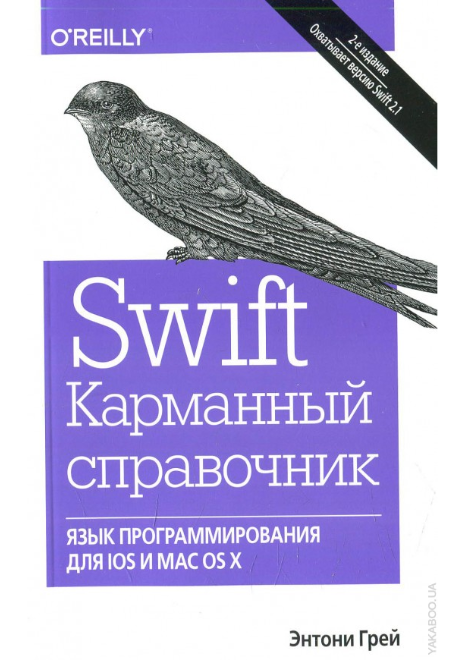 O'REILLY®
2-е издание
Охватывает версию Swift 2.1
Swift
Карманный
справочник
ЯЗЫК ПРОГРАММИРОВАНИЯ
ДЛЯ IOS И MAC OS X
Энтони Грей
YAKABOO.UA